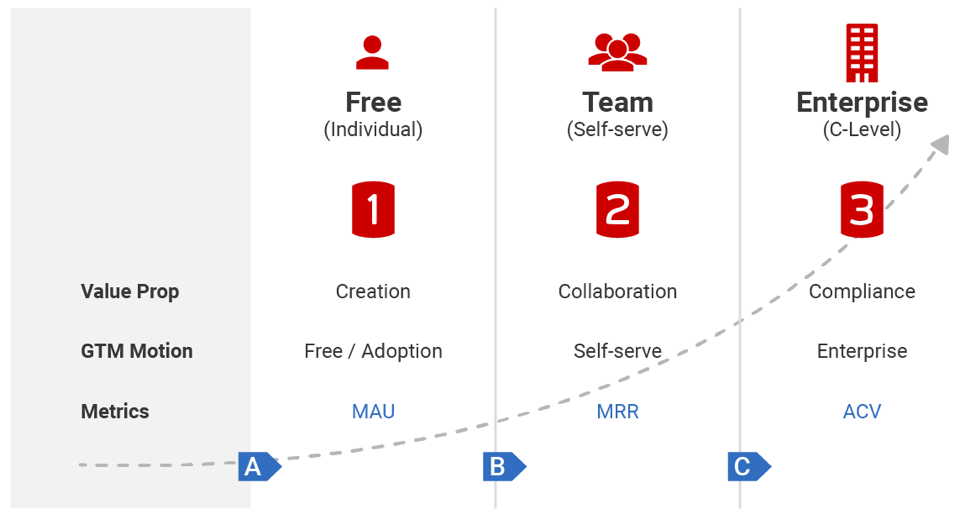 Free
(Individual)
Team
(Self-serve)
Enterprise
(C-Level)
1
2
3
Value Prop
Creation
Collaboration
Compliance
GTM Motion
Free / Adoption
Self-serve
Enterprise
Metrics
MAU
MRR
ACV
A
B
C